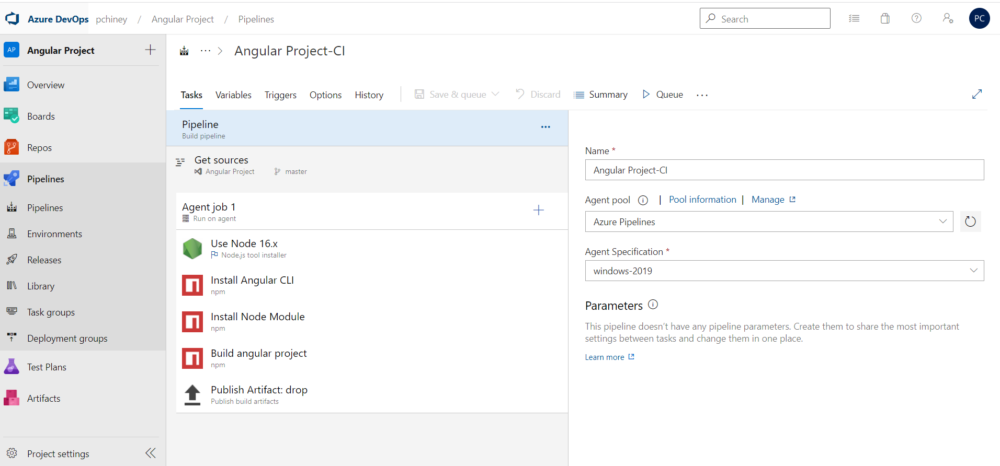 Azure DevOps pchiney / Angular Project / Pipelines
Search
PC
AP Angular Project
Overview
Boards
Repos
Pipelines
Pipelines
Environments
Releases
Library
Task groups
Deployment groups
Test Plans
Artifacts
Project settings
··· > Angular Project-CI
Tasks Variables Triggers Options History Save & queue Discard Summary Queue ···
Pipeline
Build pipeline
Get sources
Angular Project master
Agent job 1
Run on agent
Use Node 16.x
Node.js tool installer
Install Angular CLI
npm
Install Node Module
npm
Build angular project
npm
Publish Artifact: drop
Publish build artifacts
Name *
Angular Project-CI
Agent pool | Pool information | Manage
Azure Pipelines
Agent Specification *
windows-2019
Parameters
This pipeline doesn't have any pipeline parameters. Create them to share the most important
settings between tasks and change them in one place.
Learn more